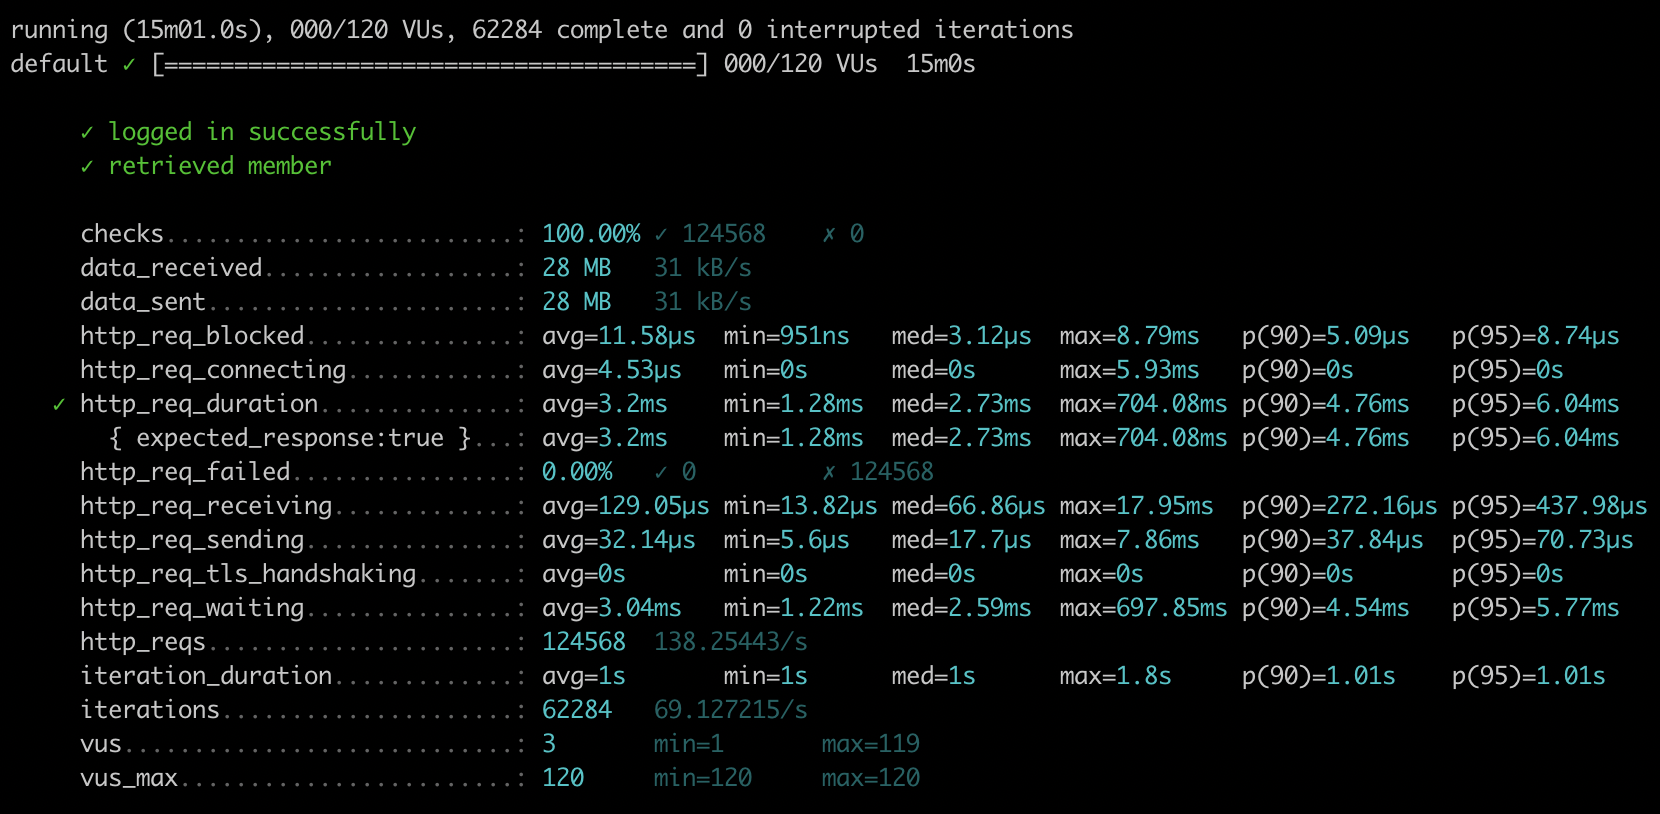 running (15m01.0s), 000/120 VUs, 62284 complete and 0 interrupted iterations
default ✓ [======================================] 000/120 VUs  15m0s
✓ logged in successfully
✓ retrieved member
checks.........................: 100.00% ✓ 124568    ✗ 0
data_received..................: 28 MB   31 kB/s
data_sent......................: 28 MB   31 kB/s
http_req_blocked...............: avg=11.58µs  min=951ns   med=3.12µs  max=8.79ms   p(90)=5.09µs   p(95)=8.74µs
http_req_connecting............: avg=4.53µs   min=0s      med=0s      max=5.93ms   p(90)=0s       p(95)=0s
✓ http_req_duration..............: avg=3.2ms    min=1.28ms  med=2.73ms  max=704.08ms p(90)=4.76ms   p(95)=6.04ms
{ expected_response:true }...: avg=3.2ms    min=1.28ms  med=2.73ms  max=704.08ms p(90)=4.76ms   p(95)=6.04ms
http_req_failed................: 0.00%   ✓ 0         ✗ 124568
http_req_receiving.............: avg=129.05µs min=13.82µs med=66.86µs max=17.95ms  p(90)=272.16µs p(95)=437.98µs
http_req_sending...............: avg=32.14µs  min=5.6µs   med=17.7µs  max=7.86ms   p(90)=37.84µs  p(95)=70.73µs
http_req_tls_handshaking.......: avg=0s       min=0s      med=0s      max=0s       p(90)=0s       p(95)=0s
http_req_waiting...............: avg=3.04ms   min=1.22ms  med=2.59ms  max=697.85ms p(90)=4.54ms   p(95)=5.77ms
http_reqs......................: 124568  138.25443/s
iteration_duration.............: avg=1s       min=1s      med=1s      max=1.8s     p(90)=1.01s    p(95)=1.01s
iterations.....................: 62284   69.127215/s
vus............................: 3       min=1       max=119
vus_max........................: 120     min=120     max=120